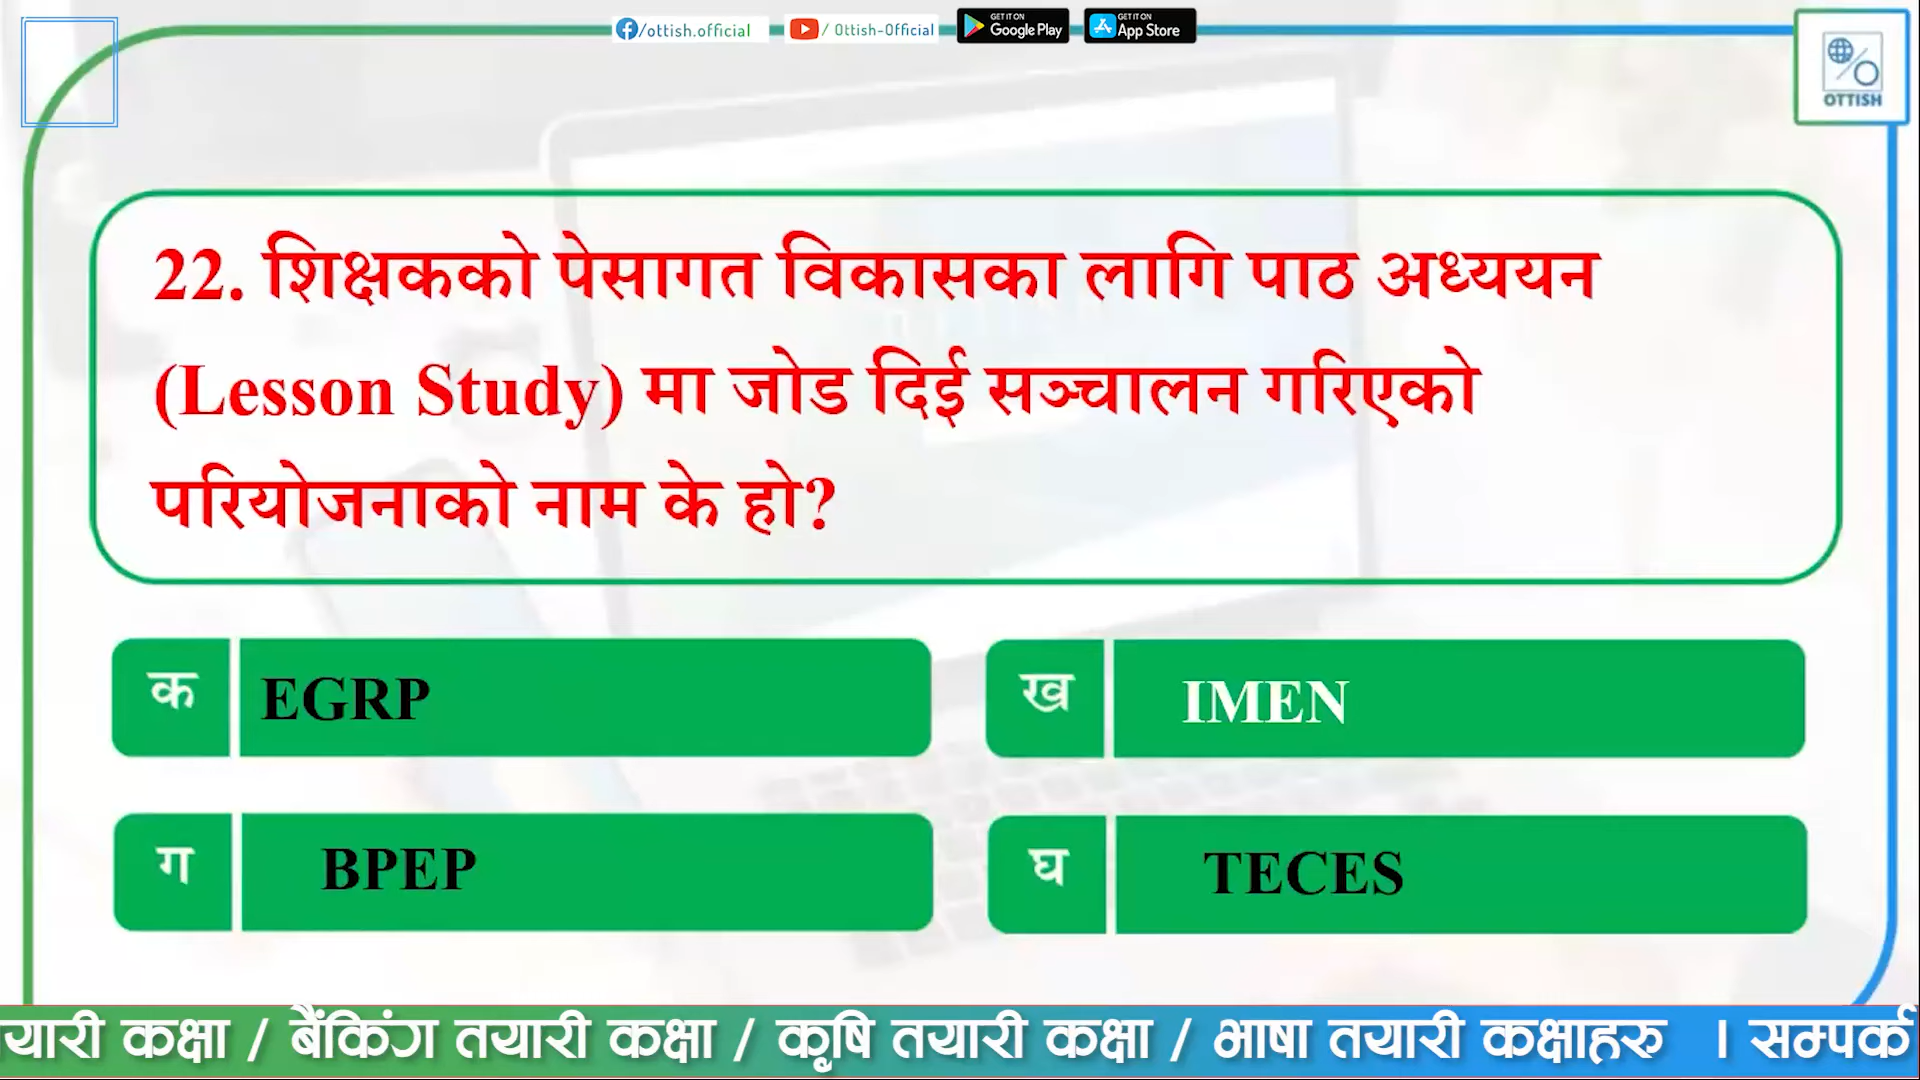 /ottish.official
/ Ottish-Official
GET IT ON
Google Play
GET IT ON
App Store
OTTISH
22. शिक्षकको पेसागत विकासका लागि पाठ अध्ययन
(Lesson Study) मा जोड दिई सञ्चालन गरिएको
परियोजनाको नाम के हो?
क EGRP
ख IMEN
ग BPEP
घ TECES
यारी कक्षा / बैंकिंग तयारी कक्षा / कृषि तयारी कक्षा / भाषा तयारी कक्षाहरु । सम्पर्क